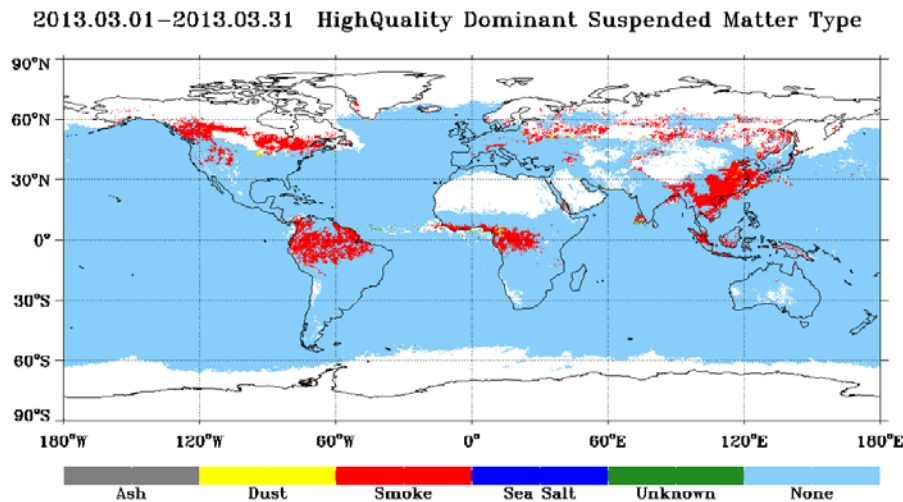 2013.03.01-2013.03.31 HighQuality Dominant Suspended Matter Type
90°N
60°N
30°N
0°
30°S
60°S
90°S
180°W 120°W 60°W 0° 60°E 120°E 180°E
Ash Dust Smoke Sea Salt Unknown None